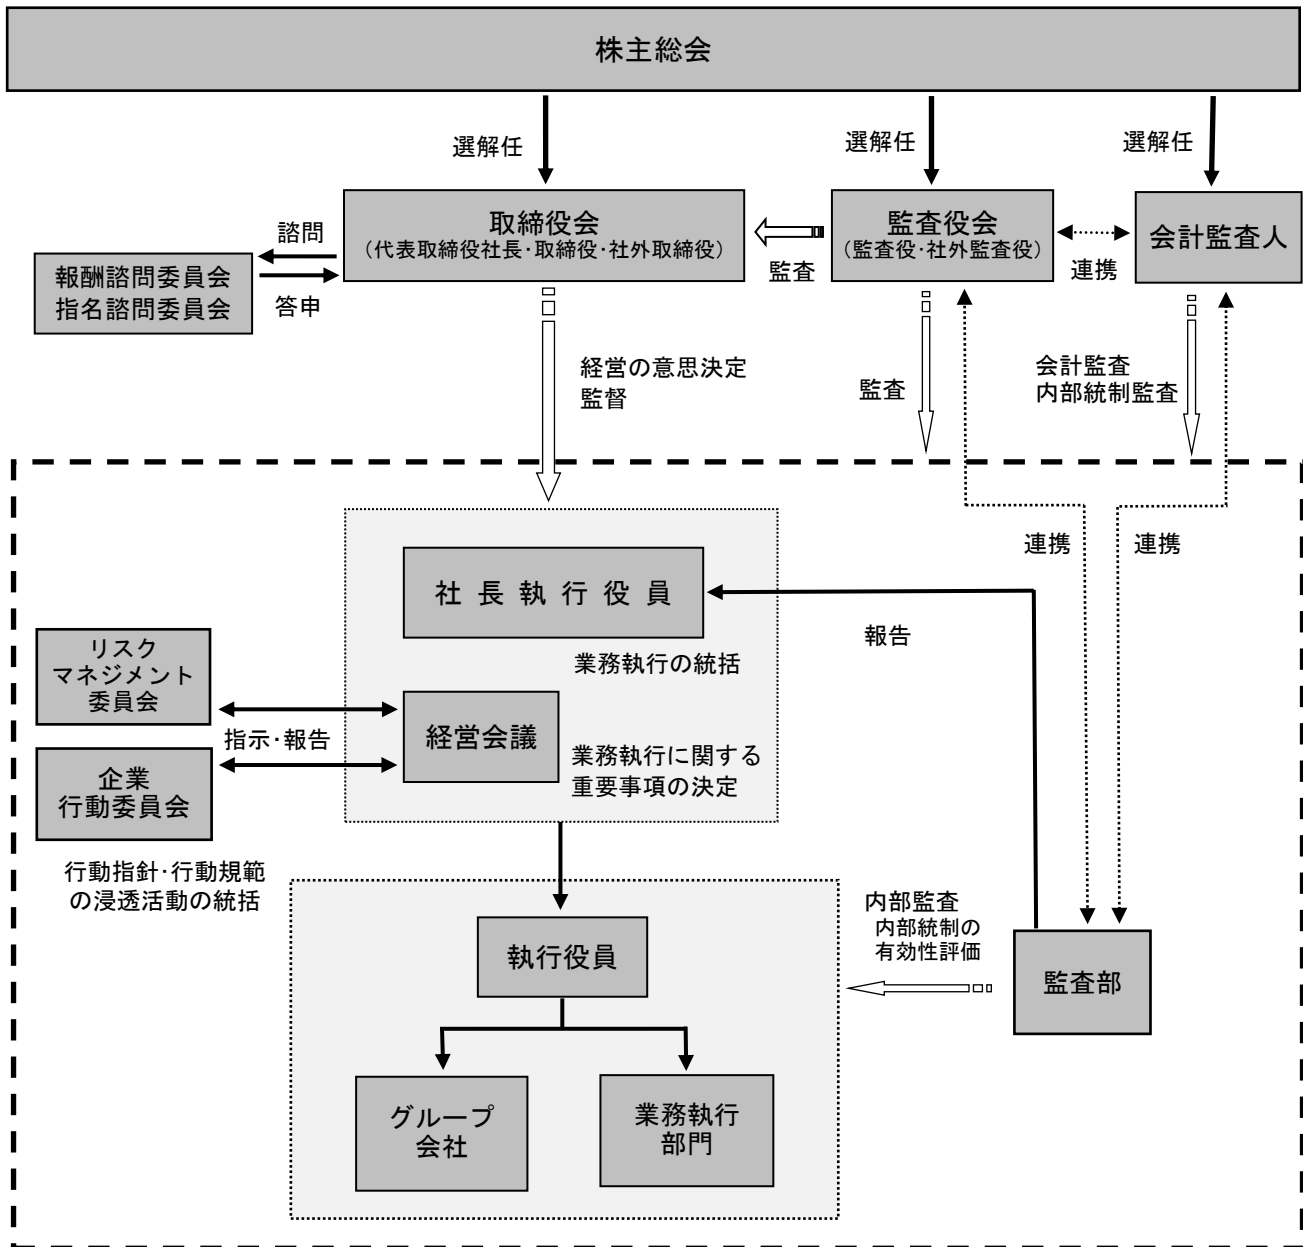 株主総会
選解任
選解任
選解任
取締役会
(代表取締役社長・取締役・社外取締役)
監査役会
(監査役・社外監査役)
会計監査人
諮問
答申
報酬諮問委員会
指名諮問委員会
監査
連携
経営の意思決定
監督
監査
会計監査
内部統制監査
連携
連携
社長執行役員
業務執行の統括
報告
リスク
マネジメント
委員会
指示・報告
経営会議
業務執行に関する
重要事項の決定
企業
行動委員会
行動指針・行動規範
の浸透活動の統括
執行役員
内部監査
内部統制の
有効性評価
監査部
グループ
会社
業務執行
部門